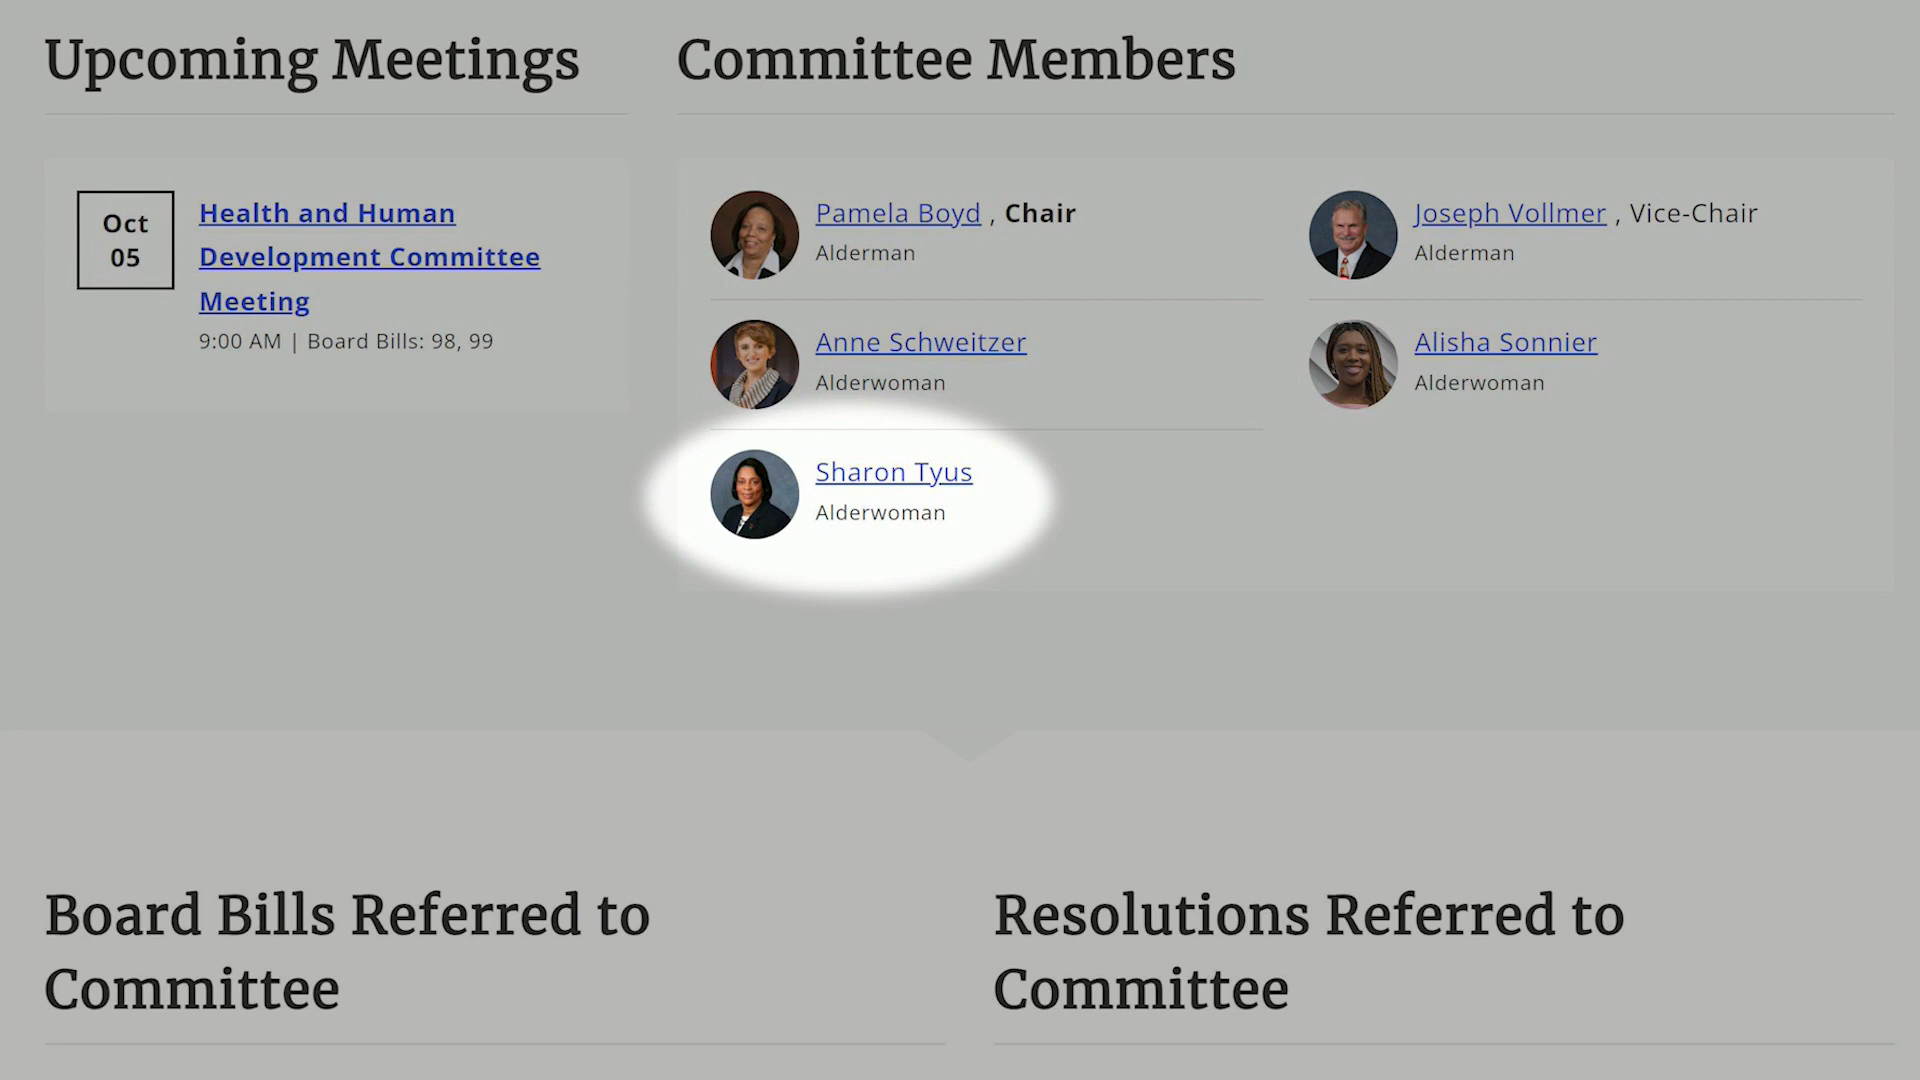 Upcoming Meetings
Oct
05
Health and Human
Development Committee
Meeting
9:00 AM | Board Bills: 98, 99
Committee Members
Pamela Boyd , Chair
Alderman
Joseph Vollmer , Vice-Chair
Alderman
Anne Schweitzer
Alderwoman
Alisha Sonnier
Alderwoman
Sharon Tyus
Alderwoman
Board Bills Referred to
Committee
Resolutions Referred to
Committee